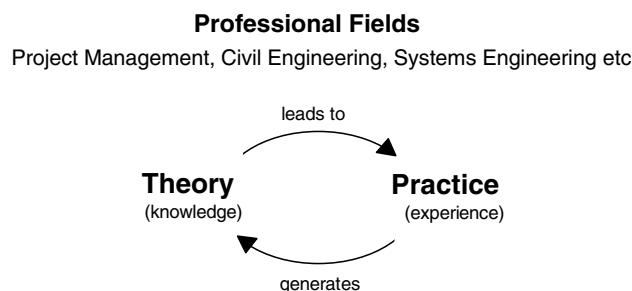 Professional Fields
Project Management, Civil Engineering, Systems Engineering etc
leads to
Theory
(knowledge)
Practice
(experience)
generates